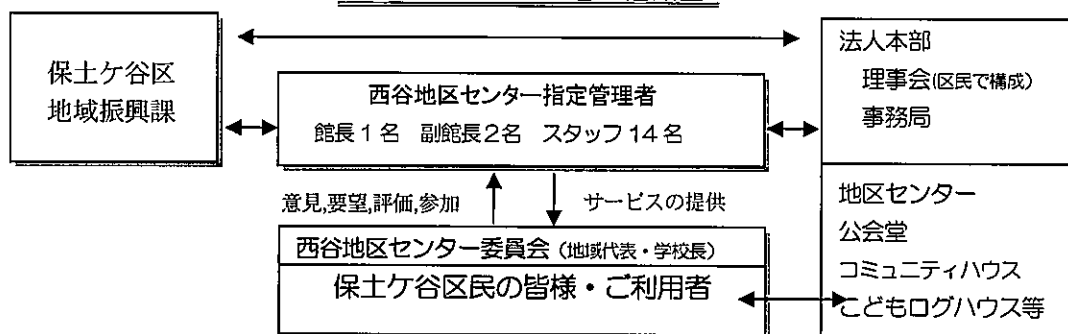 保土ケ谷区
地域振興課
西谷地区センター指定管理者
館長1名 副館長2名 スタッフ14名
法人本部
理事会(区民で構成)
事務局
意見,要望,評価,参加
サービスの提供
西谷地区センター委員会(地域代表・学校長)
保土ケ谷区民の皆様・ご利用者
地区センター
公会堂
コミュニティハウス
こどもログハウス等